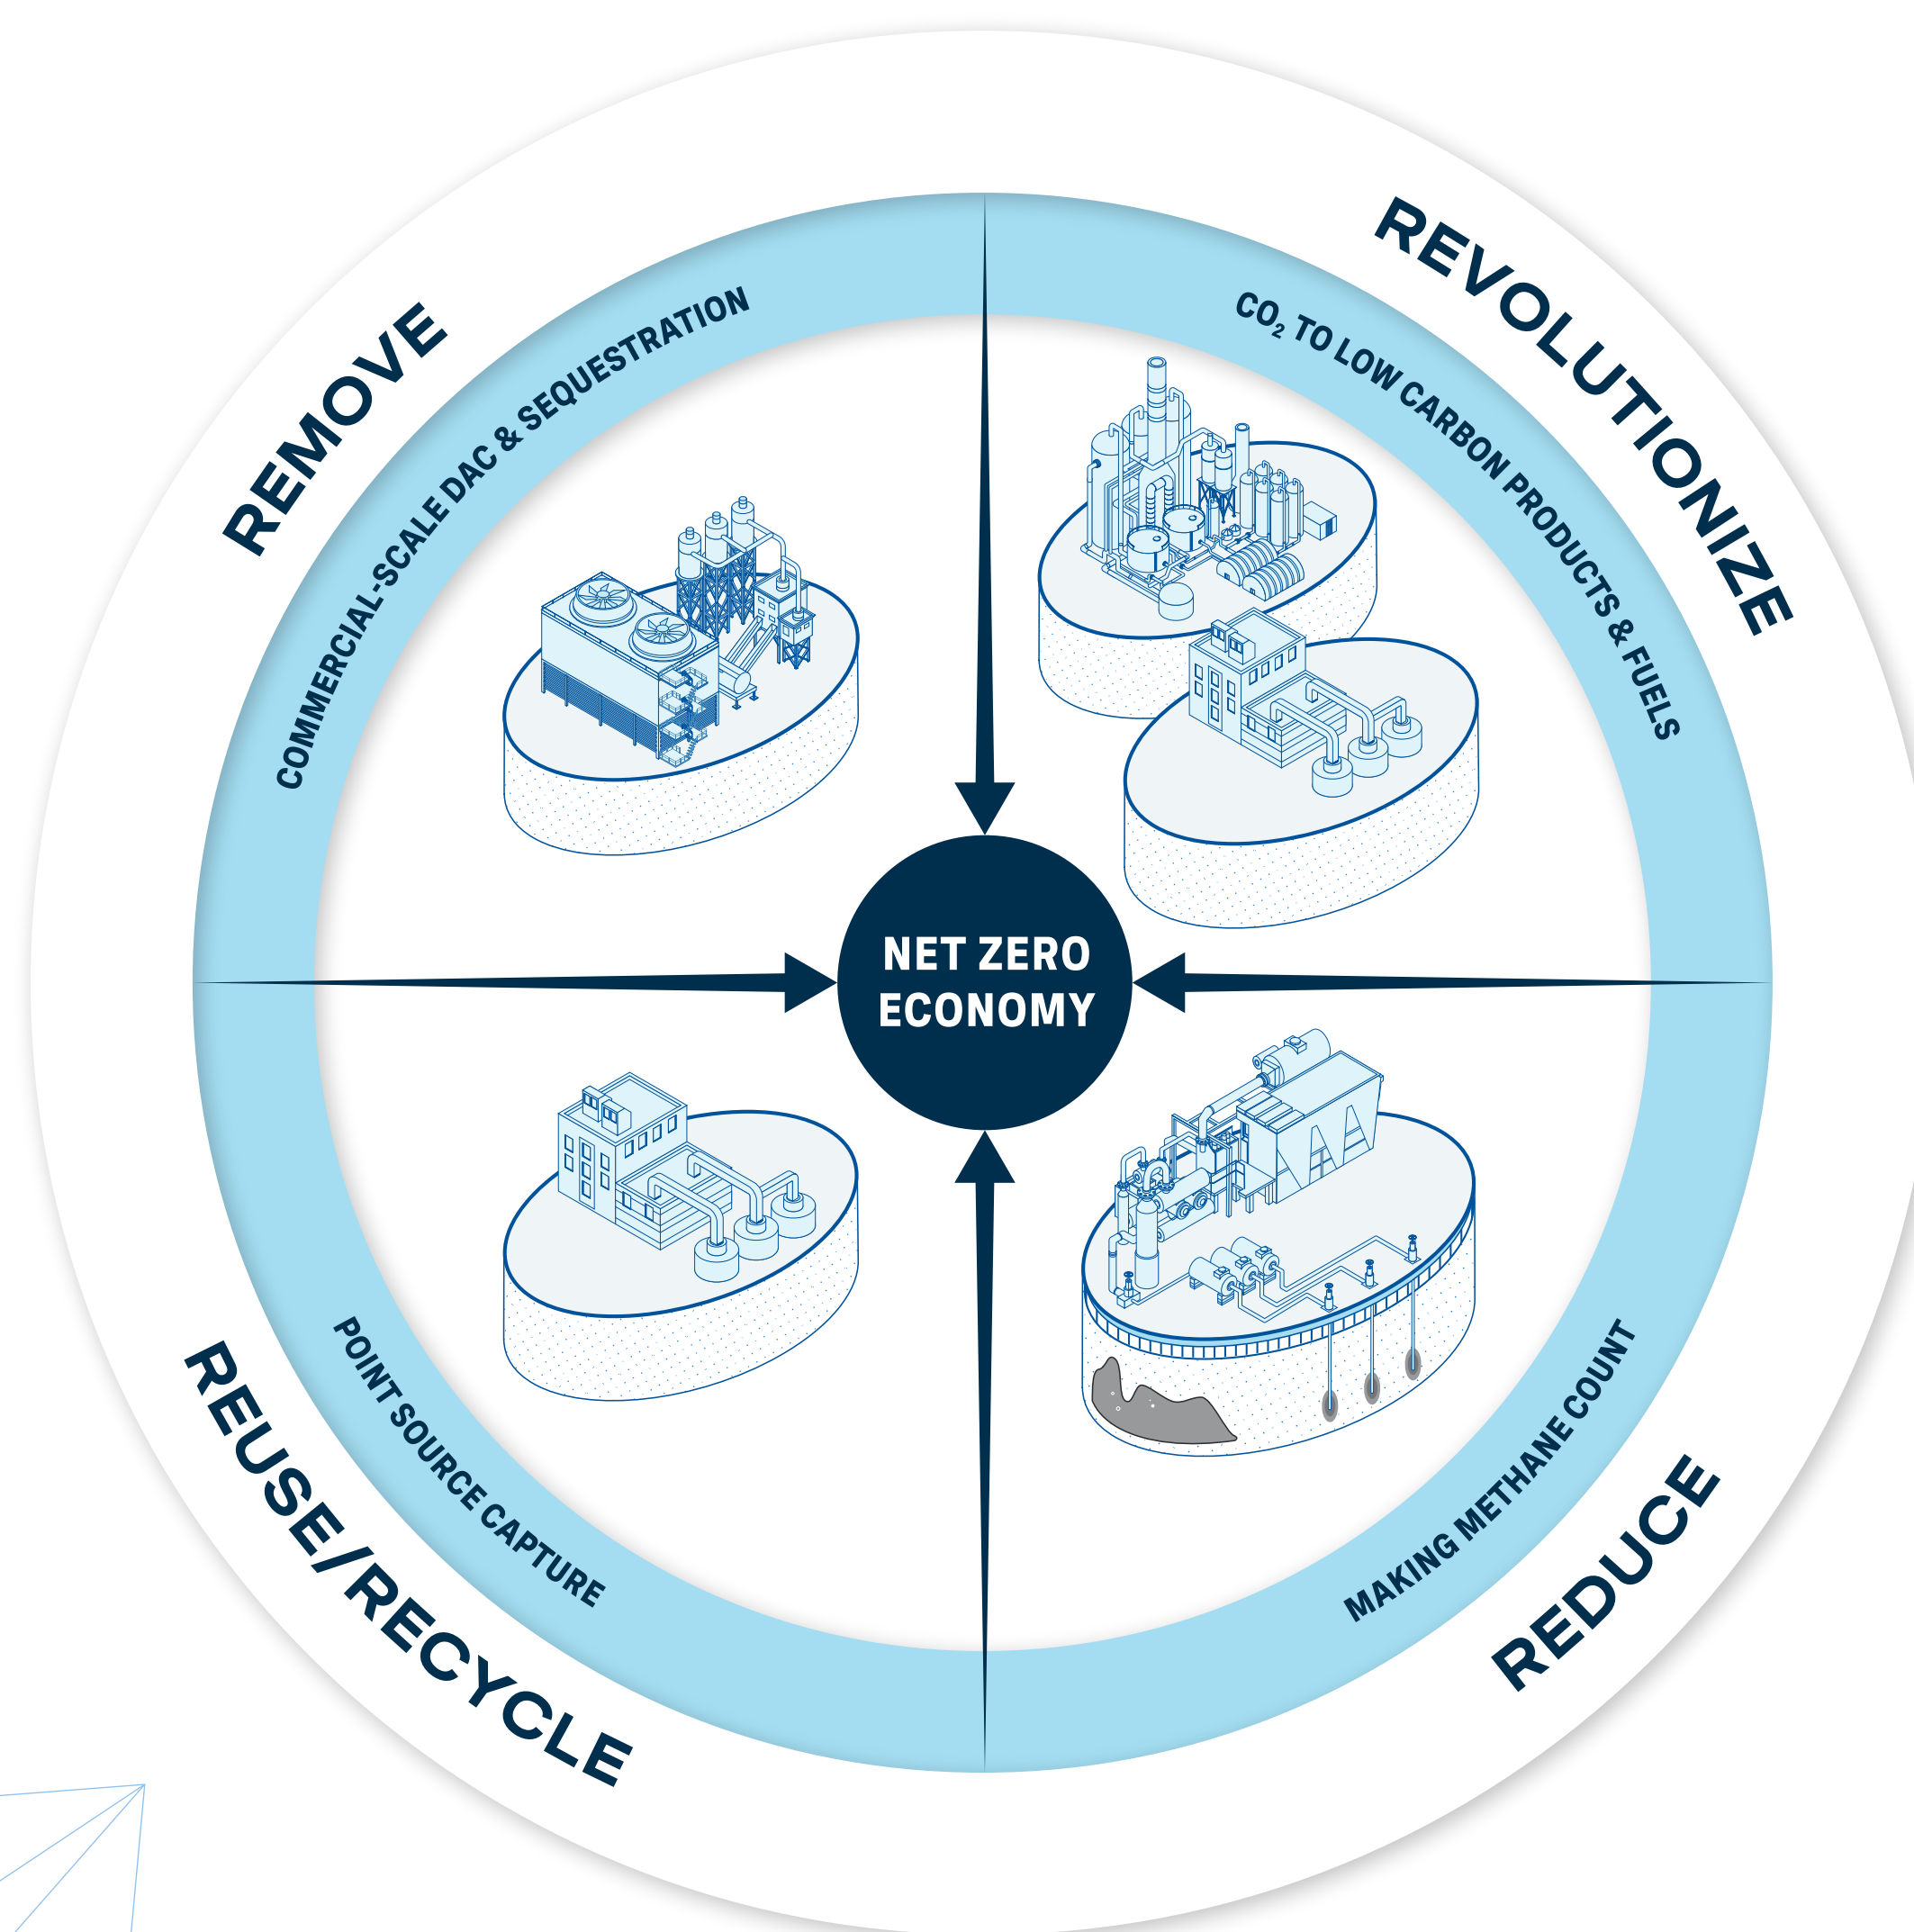 REMOVE
COMMERCIAL-SCALE DAC & SEQUESTRATION
REVOLUTIONIZE
CO₂ TO LOW CARBON PRODUCTS & FUELS
NET ZERO
ECONOMY
POINT SOURCE CAPTURE
REUSE/RECYCLE
MAKING METHANE COUNT
REDUCE